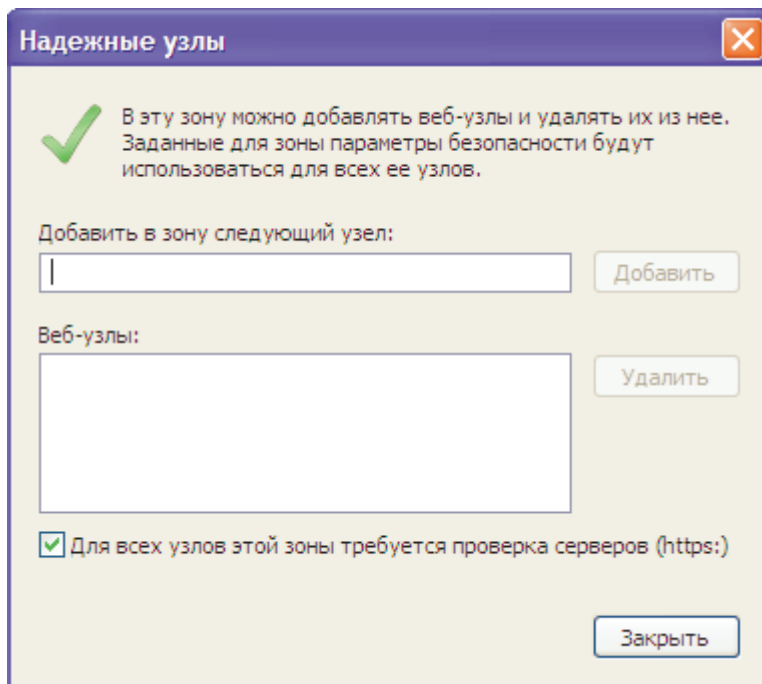 Надежные узлы
В эту зону можно добавлять веб-узлы и удалять их из нее.
Заданные для зоны параметры безопасности будут
использоваться для всех ее узлов.
Добавить в зону следующий узел:
Добавить
Веб-узлы:
Удалить
Для всех узлов этой зоны требуется проверка серверов (https:)
Закрыть